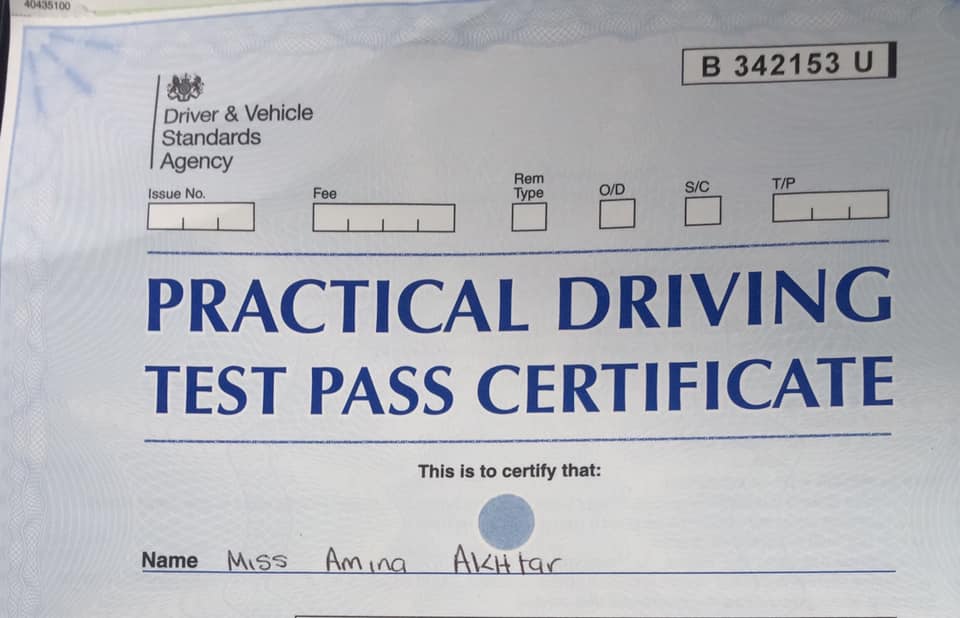 40435100
B 342153 U
Driver & Vehicle
Standards
Agency
Issue No. Fee Rem Type O/D S/C T/P
PRACTICAL DRIVING
TEST PASS CERTIFICATE
This is to certify that:
Name Miss Amina Akhtar